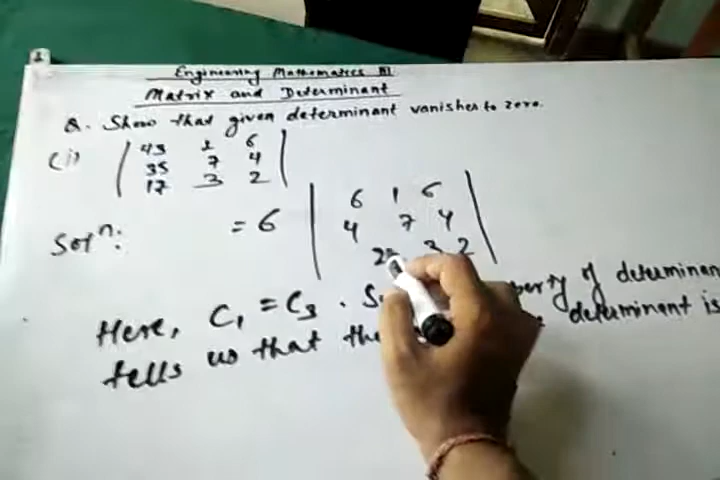 Engineering Mathematics III
Matrix and Determinant
Q. Show that given determinant vanishes to zero.
(i) | 43 1 6 |
| 35 7 4 |
| 17 3 2 |
Solⁿ: = 6 | 6 1 6 |
| 4 7 4 |
| 2 3 2 |
Here, C₁ = C₃ . of determinan
tells us that determinant is